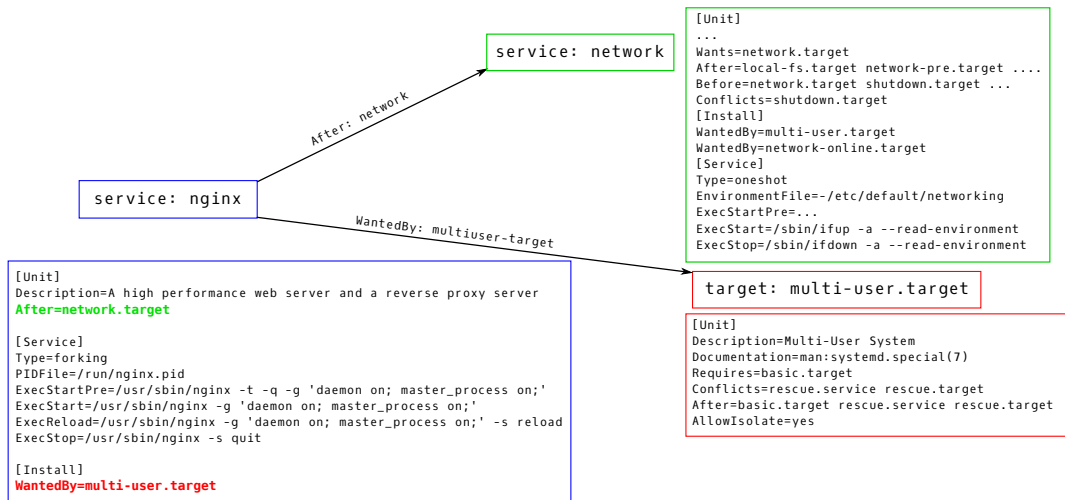 service: network
[Unit]
...
Wants=network.target
After=local-fs.target network-pre.target ....
Before=network.target shutdown.target ...
Conflicts=shutdown.target
[Install]
WantedBy=multi-user.target
WantedBy=network-online.target
[Service]
Type=oneshot
EnvironmentFile=-/etc/default/networking
ExecStartPre=...
ExecStart=/sbin/ifup -a --read-environment
ExecStop=/sbin/ifdown -a --read-environment
After: network
service: nginx
WantedBy: multiuser-target
[Unit]
Description=A high performance web server and a reverse proxy server
After=network.target
[Service]
Type=forking
PIDFile=/run/nginx.pid
ExecStartPre=/usr/sbin/nginx -t -q -g 'daemon on; master_process on;'
ExecStart=/usr/sbin/nginx -g 'daemon on; master_process on;'
ExecReload=/usr/sbin/nginx -g 'daemon on; master_process on;' -s reload
ExecStop=/usr/sbin/nginx -s quit
[Install]
WantedBy=multi-user.target
target: multi-user.target
[Unit]
Description=Multi-User System
Documentation=man:systemd.special(7)
Requires=basic.target
Conflicts=rescue.service rescue.target
After=basic.target rescue.service rescue.target
AllowIsolate=yes